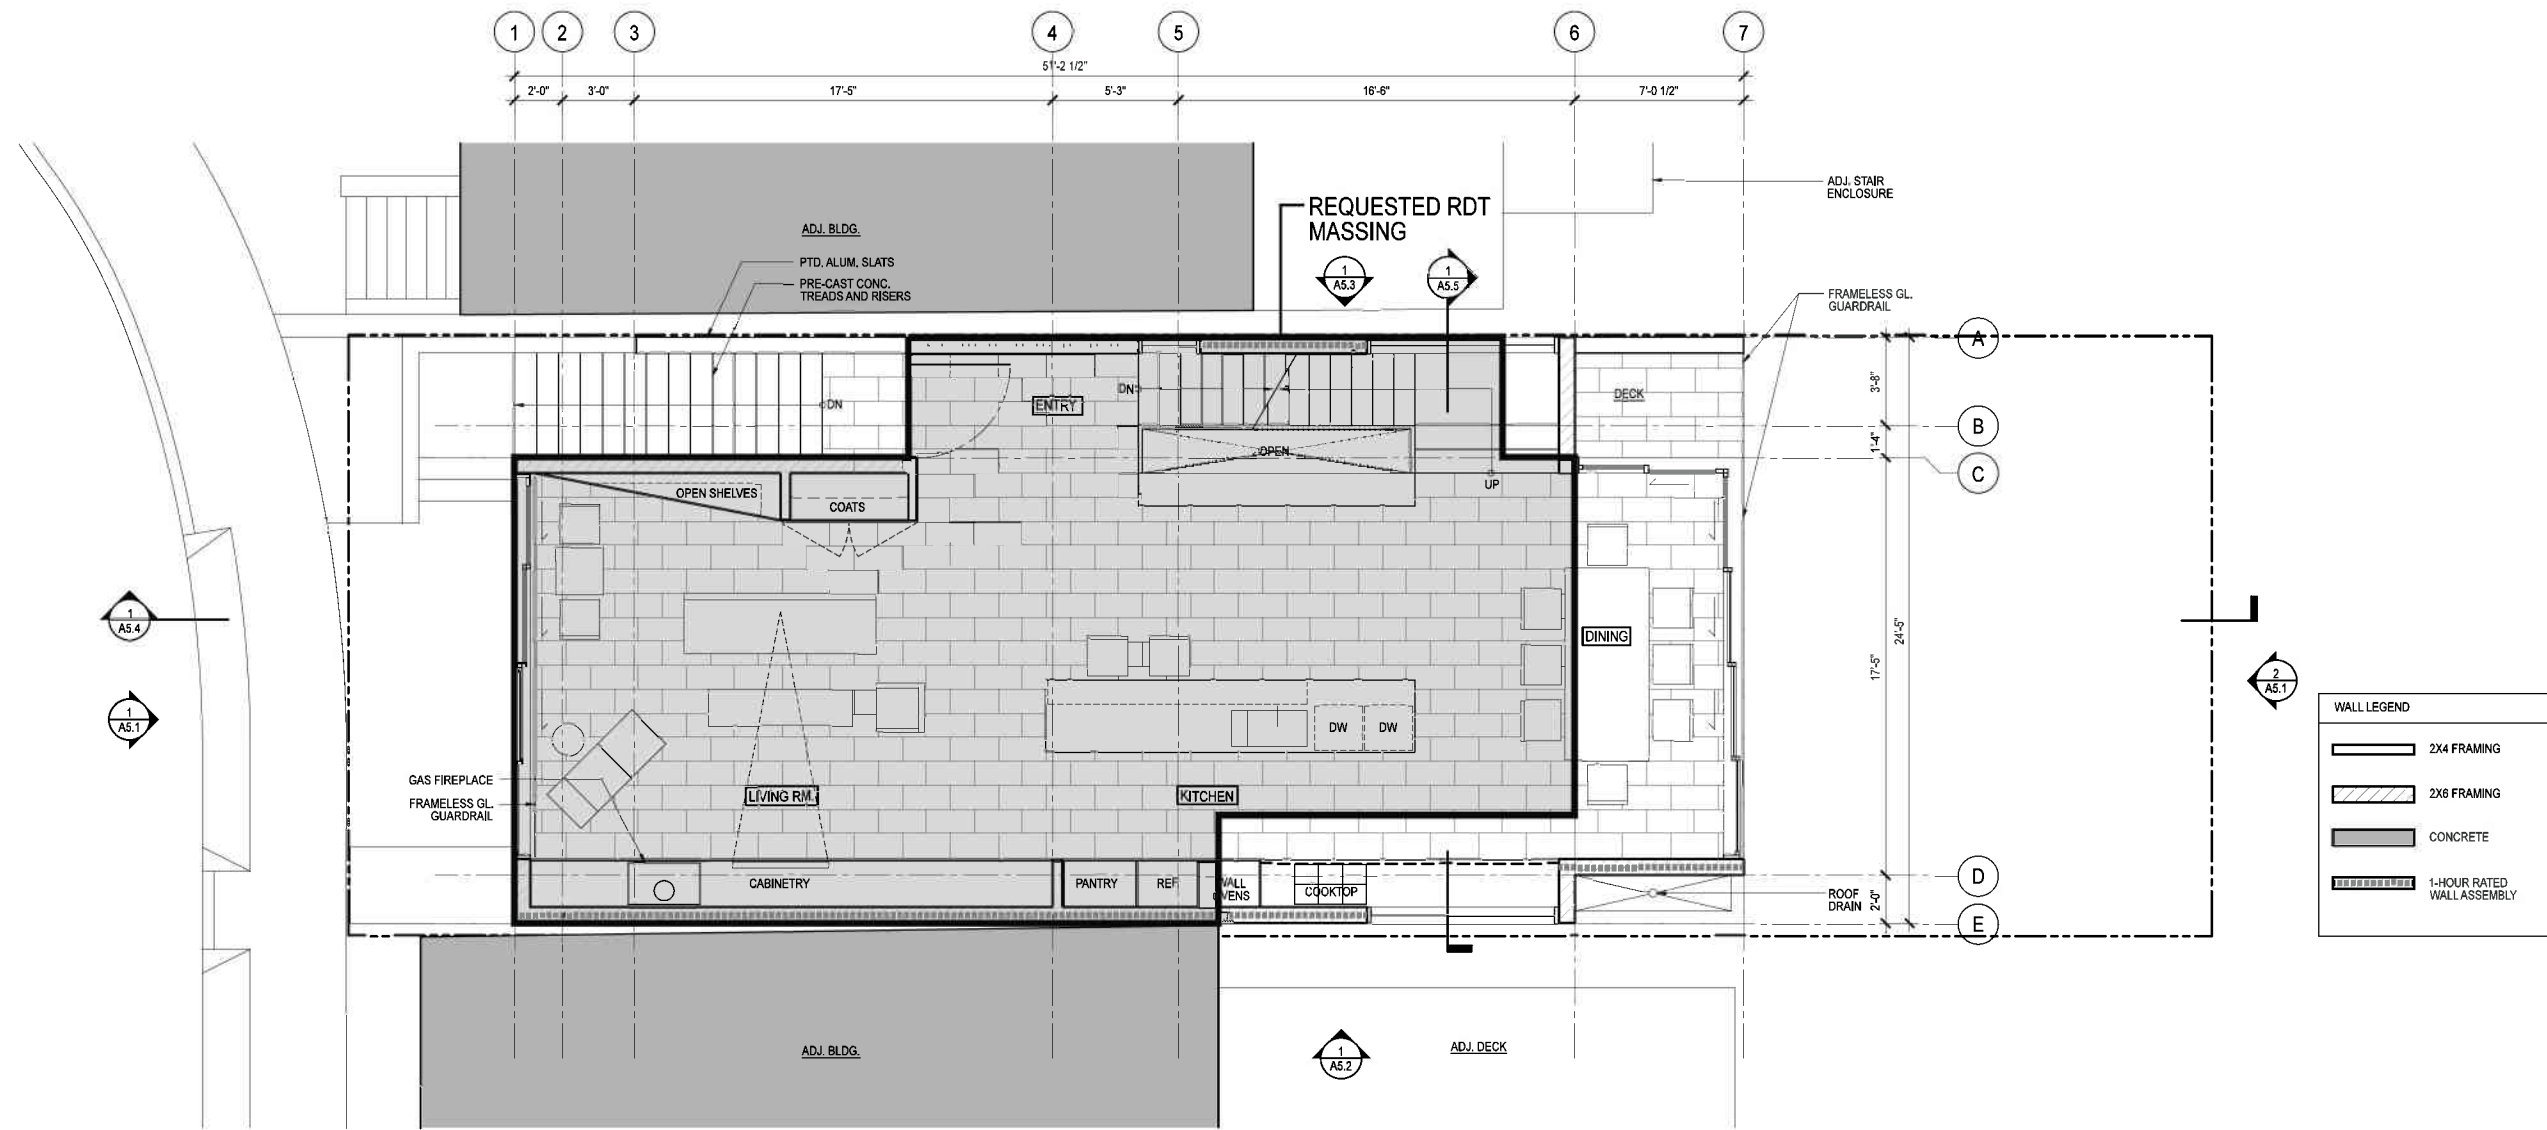 1 2 3 4 5 6 7
51'-2 1/2"
2'-0" 3'-0" 17'-5" 5'-3" 16'-6" 7'-0 1/2"
ADJ. STAIR
ENCLOSURE
REQUESTED RDT
MASSING
ADJ. BLDG.
PTD. ALUM. SLATS
PRE-CAST CONC.
TREADS AND RISERS
1
A5.3
1
A5.5
FRAMELESS GL.
GUARDRAIL
A
3'-8"
DECK
DN
ENTRY
DN
B
1'-4"
OPEN
C
UP
OPEN SHELVES
COATS
1
A5.4
DINING
24'-5"
17'-5"
2
A5.1
1
A5.1
WALL LEGEND
2X4 FRAMING
2X6 FRAMING
CONCRETE
1-HOUR RATED
WALL ASSEMBLY
DW DW
GAS FIREPLACE
FRAMELESS GL.
GUARDRAIL
LIVING RM.
KITCHEN
CABINETRY
PANTRY
REF.
COOKTOP
ROOF
DRAIN
2'-0"
D
E
ADJ. BLDG.
1
A5.2
ADJ. DECK